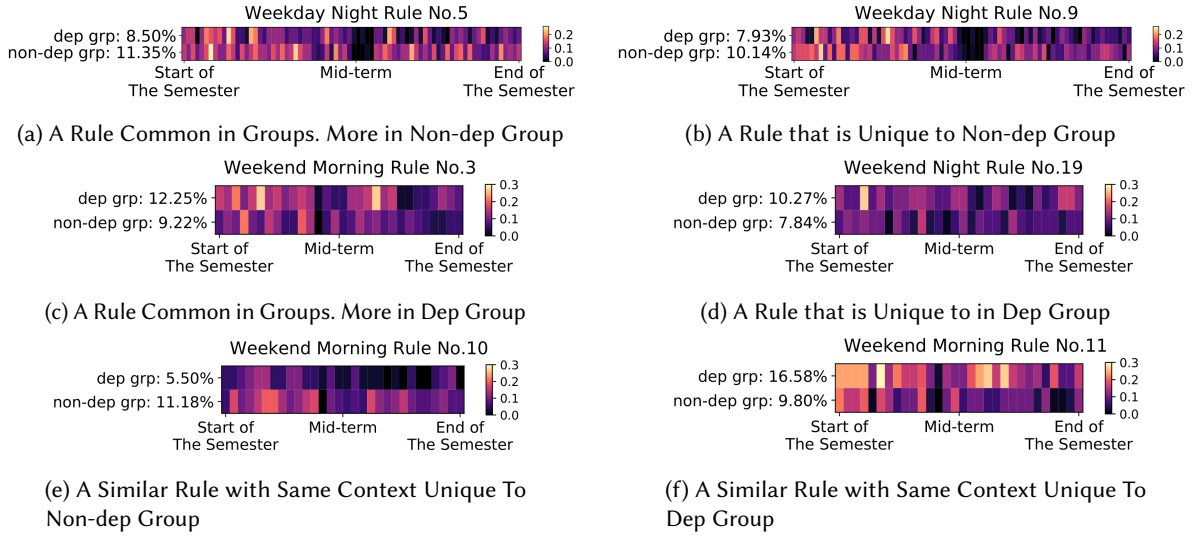 Weekday Night Rule No.5
dep grp: 8.50%
non-dep grp: 11.35%
0.2
0.1
0.0
Start of
The Semester
Mid-term
End of
The Semester
(a) A Rule Common in Groups. More in Non-dep Group
Weekday Night Rule No.9
dep grp: 7.93%
non-dep grp: 10.14%
0.2
0.1
0.0
Start of
The Semester
Mid-term
End of
The Semester
(b) A Rule that is Unique to Non-dep Group
Weekend Morning Rule No.3
dep grp: 12.25%
non-dep grp: 9.22%
0.3
0.2
0.1
0.0
Start of
The Semester
Mid-term
End of
The Semester
(c) A Rule Common in Groups. More in Dep Group
Weekend Night Rule No.19
dep grp: 10.27%
non-dep grp: 7.84%
0.3
0.2
0.1
0.0
Start of
The Semester
Mid-term
End of
The Semester
(d) A Rule that is Unique to in Dep Group
Weekend Morning Rule No.10
dep grp: 5.50%
non-dep grp: 11.18%
0.3
0.2
0.1
0.0
Start of
The Semester
Mid-term
End of
The Semester
(e) A Similar Rule with Same Context Unique To
Non-dep Group
Weekend Morning Rule No.11
dep grp: 16.58%
non-dep grp: 9.80%
0.3
0.2
0.1
0.0
Start of
The Semester
Mid-term
End of
The Semester
(f) A Similar Rule with Same Context Unique To
Dep Group